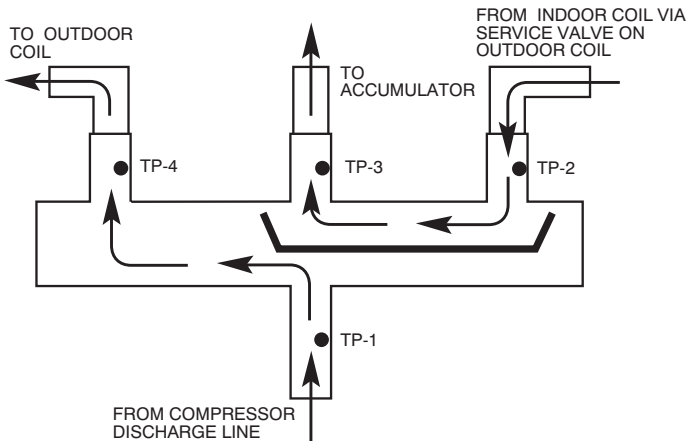 TO OUTDOOR
COIL
TO
ACCUMULATOR
FROM INDOOR COIL VIA
SERVICE VALVE ON
OUTDOOR COIL
TP-4
TP-3
TP-2
TP-1
FROM COMPRESSOR
DISCHARGE LINE